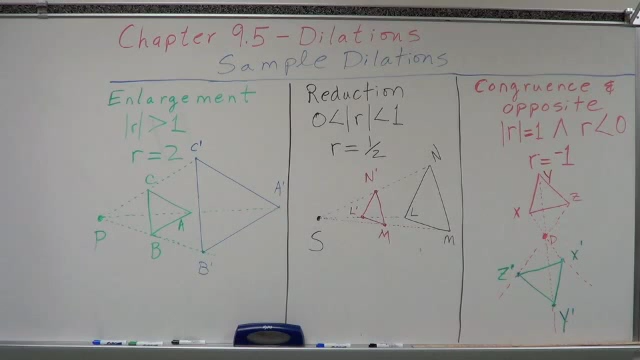 Chapter 9.5 - Dilations
Sample Dilations
Enlargement
|r| > 1
r = 2
C'
C
A'
A
P
B
B'
Reduction
0 < |r| < 1
r = 1/2
N
N'
L'
L
M
M
S
Congruence &
opposite
|r| = 1 ∧ r < 0
r = -1
Y
Z
X
P
X'
Z'
Y'